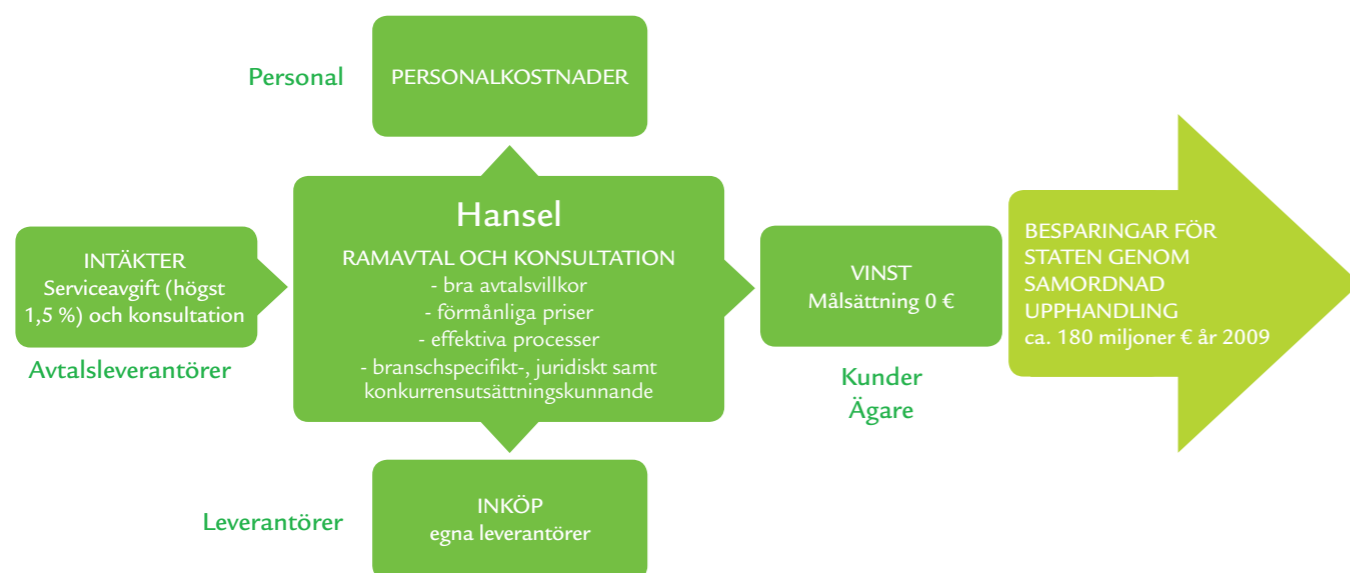 Personal
PERSONALKOSTNADER
INTÄKTER
Serviceavgift (högst
1,5 %) och konsultation
Avtalsleverantörer
Hansel
RAMAVTAL OCH KONSULTATION
- bra avtalsvillkor
- förmånliga priser
- effektiva processer
- branschspecifikt-, juridiskt samt
konkurrensutsättningskunnande
VINST
Målsättning 0 €
Kunder
Ägare
BESPARINGAR FÖR
STATEN GENOM
SAMORDNAD
UPPHANDLING
ca. 180 miljoner € år 2009
Leverantörer
INKÖP
egna leverantörer